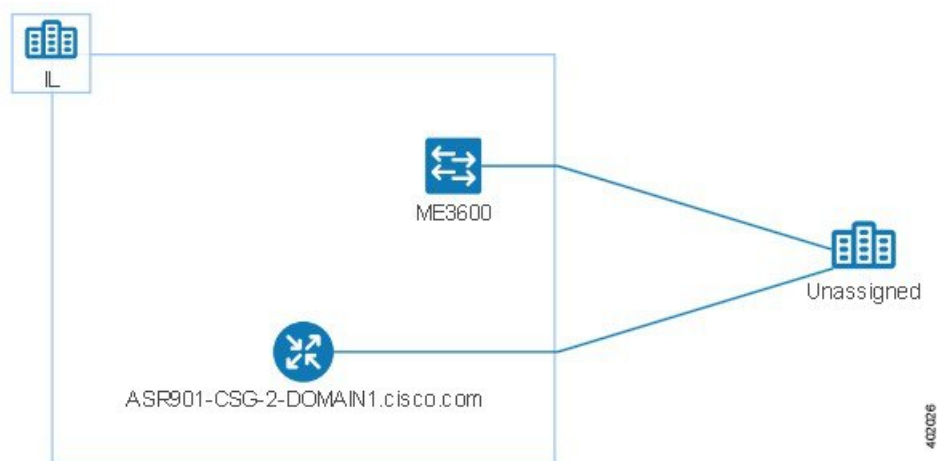 IL
ME3600
Unassigned
ASR901-CSG-2-DOMAIN1.cisco.com
402026